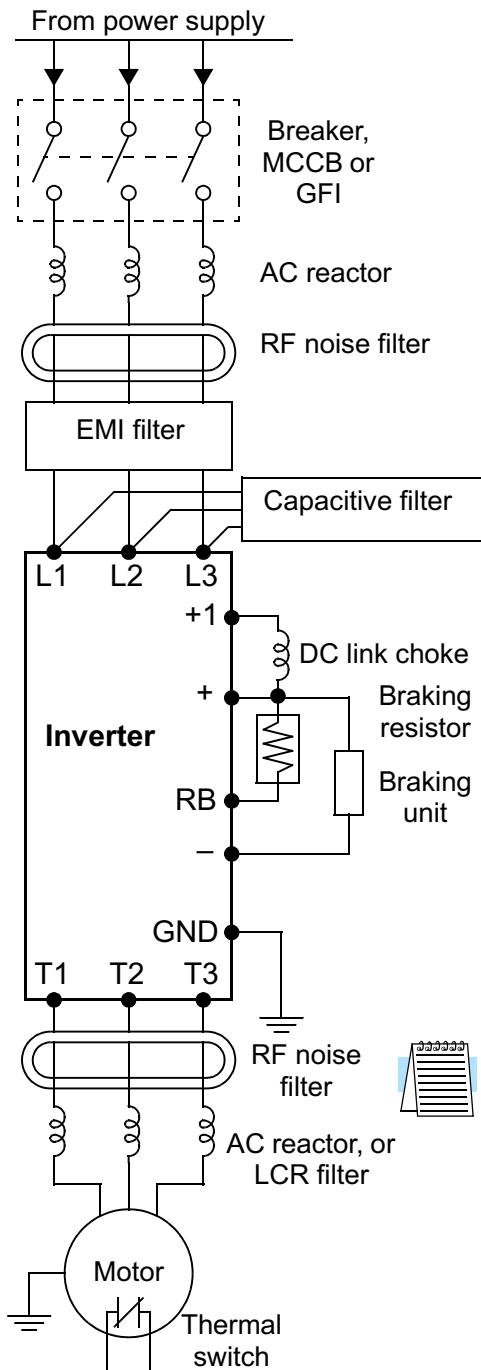 From power supply
Breaker,
MCCB or
GFI
AC reactor
RF noise filter
EMI filter
Capacitive filter
L1 L2 L3
+1
DC link choke
+
Braking
resistor
Inverter
RB
Braking
unit
–
GND
T1 T2 T3
RF noise
filter
AC reactor, or
LCR filter
Motor
Thermal
switch